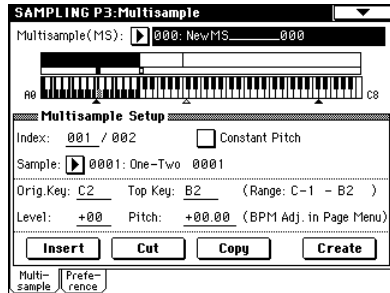 SAMPLING P3:Multisample
Multisample(MS): 000: NewMS_______000
A0 C8
Multisample Setup
Index: 001 / 002 Constant Pitch
Sample: 0001: One-Two 0001
Orig.Key: C2 Top Key: B2 (Range: C-1 - B2 )
Level: +00 Pitch: +00.00 (BPM Adj. in Page Menu)
Insert Cut Copy Create
Multi-sample Prefe-rence